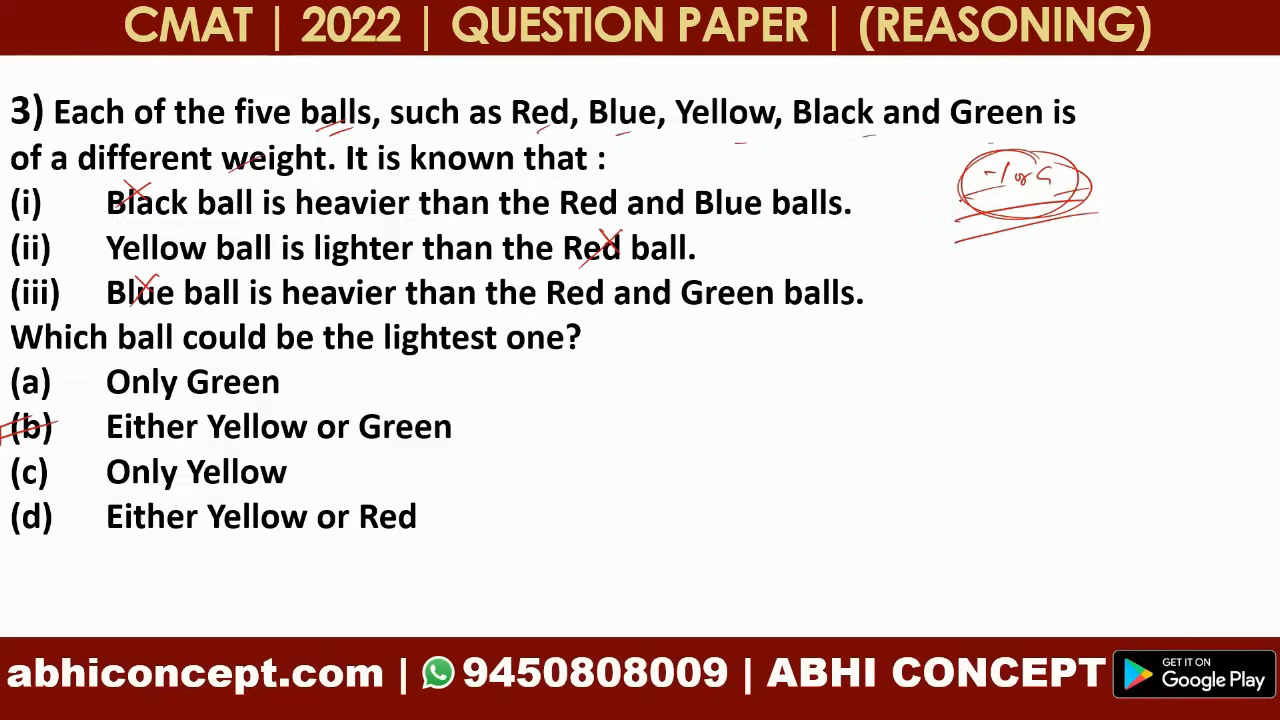 CMAT | 2022 | QUESTION PAPER | (REASONING)
3) Each of the five balls, such as Red, Blue, Yellow, Black and Green is
of a different weight. It is known that :
(i) Black ball is heavier than the Red and Blue balls.
(ii) Yellow ball is lighter than the Red ball.
(iii) Blue ball is heavier than the Red and Green balls.
Which ball could be the lightest one?
(a) Only Green
(b) Either Yellow or Green
(c) Only Yellow
(d) Either Yellow or Red
abhiconcept.com | 9450808009 | ABHI CONCEPT
GET IT ON
Google Play